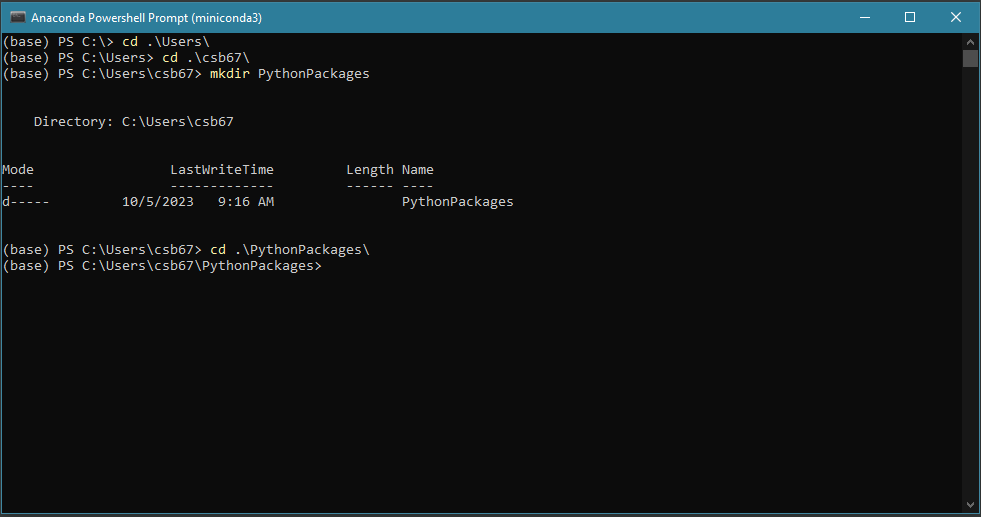 Anaconda Powershell Prompt (miniconda3)
(base) PS C:\> cd .\Users\
(base) PS C:\Users> cd .\csb67\
(base) PS C:\Users\csb67> mkdir PythonPackages
Directory: C:\Users\csb67
Mode LastWriteTime Length Name
---- ------------- ------ ----
d----- 10/5/2023 9:16 AM PythonPackages
(base) PS C:\Users\csb67> cd .\PythonPackages\
(base) PS C:\Users\csb67\PythonPackages>